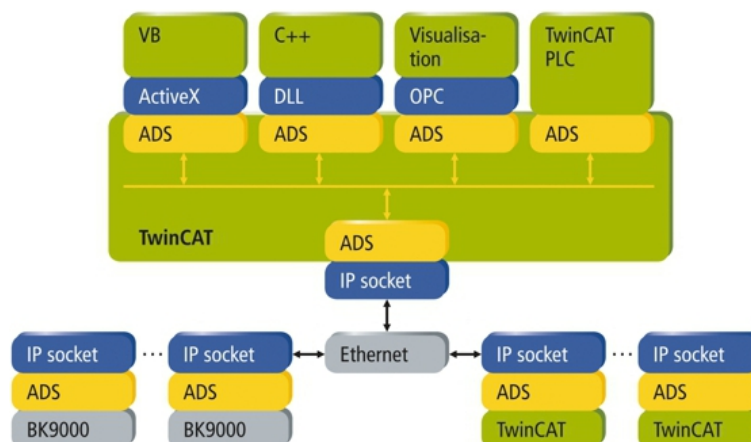 VB
C++
Visualisa-
tion
TwinCAT
PLC
ActiveX
DLL
OPC
ADS
ADS
ADS
ADS
TwinCAT
ADS
IP socket
IP socket
...
IP socket
Ethernet
IP socket
...
IP socket
ADS
ADS
ADS
ADS
BK9000
BK9000
TwinCAT
TwinCAT